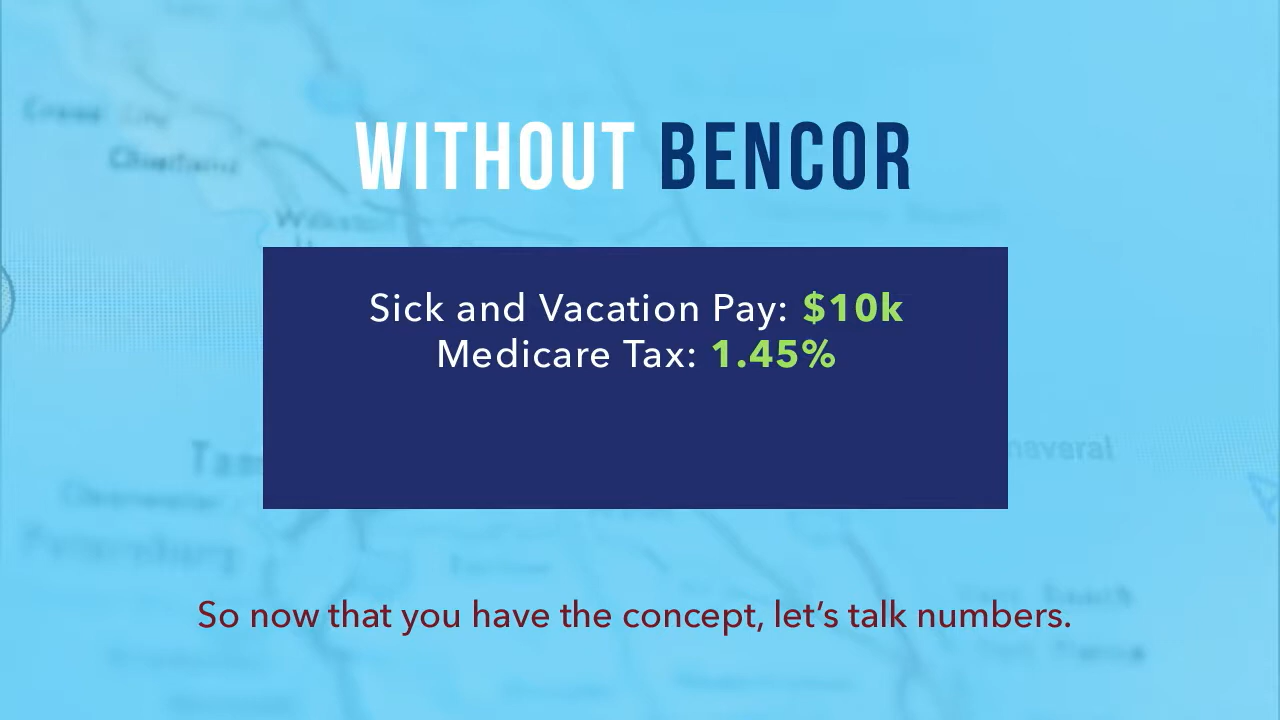 WITHOUT BENCOR
Sick and Vacation Pay: $10k
Medicare Tax: 1.45%
naveral
So now that you have the concept, let's talk numbers.